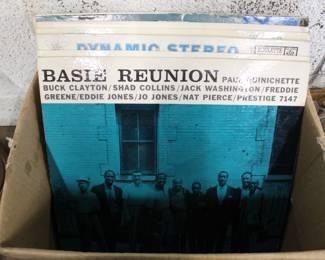 DYNAMIC STEREO
BASIE REUNION PAUL QUINICHETTE
BUCK CLAYTON/SHAD COLLINS/JACK WASHINGTON/FREDDIE
GREENE/EDDIE JONES/JO JONES/NAT PIERCE/PRESTIGE 7147